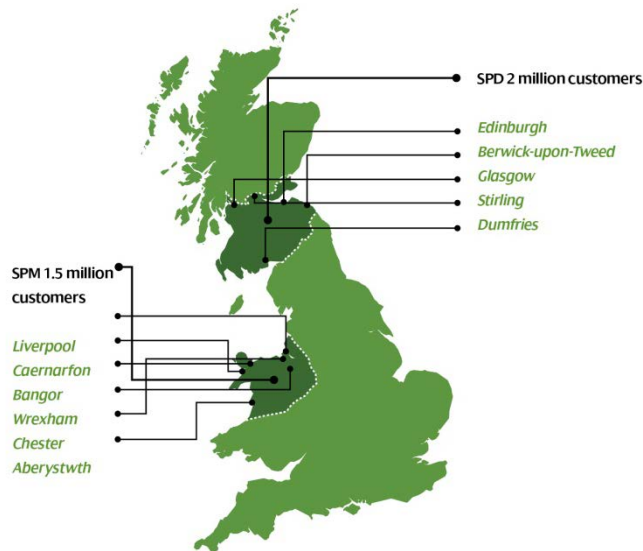 SPD 2 million customers
Edinburgh
Berwick-upon-Tweed
Glasgow
Stirling
Dumfries
SPM 1.5 million
customers
Liverpool
Caernarfon
Bangor
Wrexham
Chester
Aberystwth